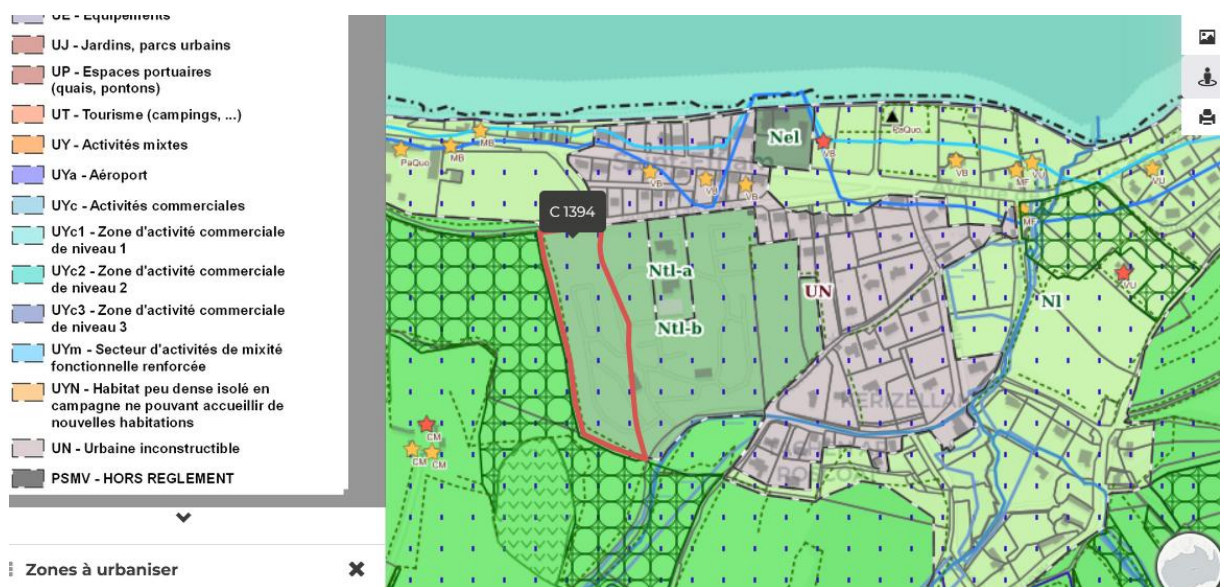 UE - Equipements
UJ - Jardins, parcs urbains
UP - Espaces portuaires
(quais, pontons)
UT - Tourisme (campings, ...)
UY - Activités mixtes
UYa - Aéroport
UYc - Activités commerciales
UYc1 - Zone d'activité commerciale
de niveau 1
UYc2 - Zone d'activité commerciale
de niveau 2
UYc3 - Zone d'activité commerciale
de niveau 3
UYm - Secteur d'activités de mixité
fonctionnelle renforcée
UYN - Habitat peu dense isolé en
campagne ne pouvant accueillir de
nouvelles habitations
UN - Urbaine inconstructible
PSMV - HORS REGLEMENT
Zones à urbaniser
PaQuo
MB
MB
VB
VB
VB
Nel
VB
PaQuo
VB
MF
VU
VU
MF
VU
C 1394
Ntl-a
Ntl-b
UN
Nl
KERIZELLA
CM
CM
CM